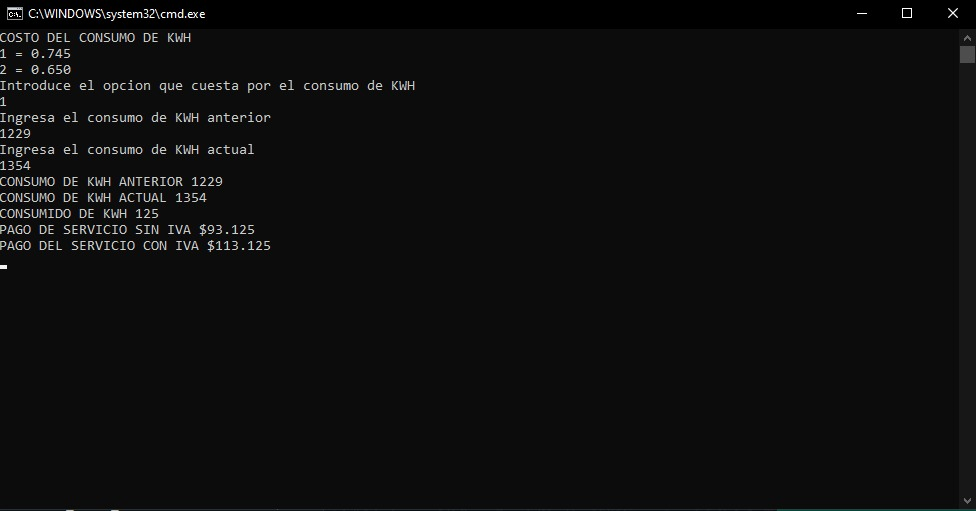 C:\WINDOWS\system32\cmd.exe
COSTO DEL CONSUMO DE KWH
1 = 0.745
2 = 0.650
Introduce el opcion que cuesta por el consumo de KWH
1
Ingresa el consumo de KWH anterior
1229
Ingresa el consumo de KWH actual
1354
CONSUMO DE KWH ANTERIOR 1229
CONSUMO DE KWH ACTUAL 1354
CONSUMIDO DE KWH 125
PAGO DE SERVICIO SIN IVA $93.125
PAGO DEL SERVICIO CON IVA $113.125